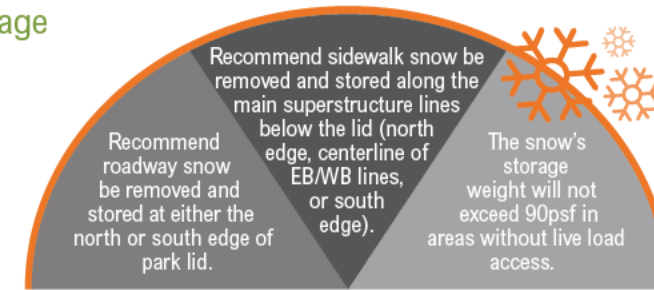 age
Recommend sidewalk snow be
removed and stored along the
main superstructure lines
below the lid (north
edge, centerline of
EB/WB lines,
or south
edge).
Recommend
roadway snow
be removed and
stored at either the
north or south edge of
park lid.
The snow's
storage
weight will not
exceed 90psf in
areas without live load
access.